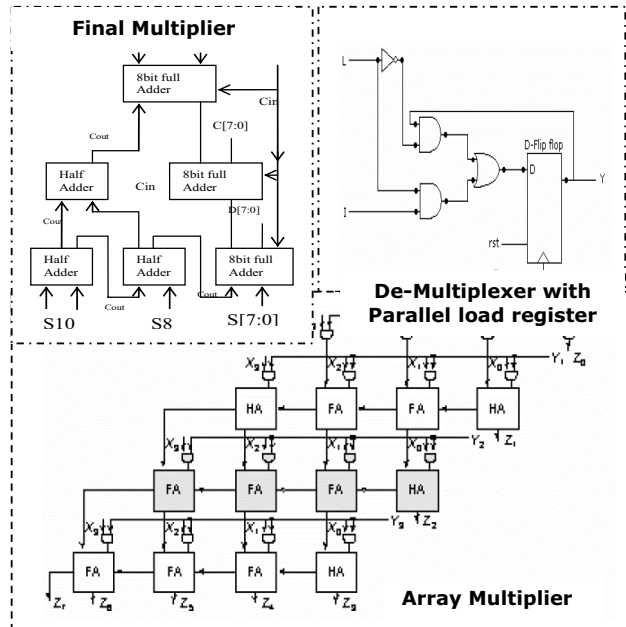 Final Multiplier
8bit full
Adder
Cin
Cout
C[7:0]
Half
Adder
Cin
8bit full
Adder
Cout
D[7:0]
Half
Adder
Half
Adder
8bit full
Adder
Cout
Cout
S10
S8
S[7:0]
L
D-Flip flop
D
Y
I
rst
De-Multiplexer with
Parallel load register
X3 X2 X1 X0 Y1 Z0
HA FA FA HA
Z1
X3 X2 X1 X0 Y2
FA FA FA HA
Z2
X3 X2 X1 X0 Y3
FA FA FA HA
Z7 Z6 Z5 Z4 Z3
Array Multiplier